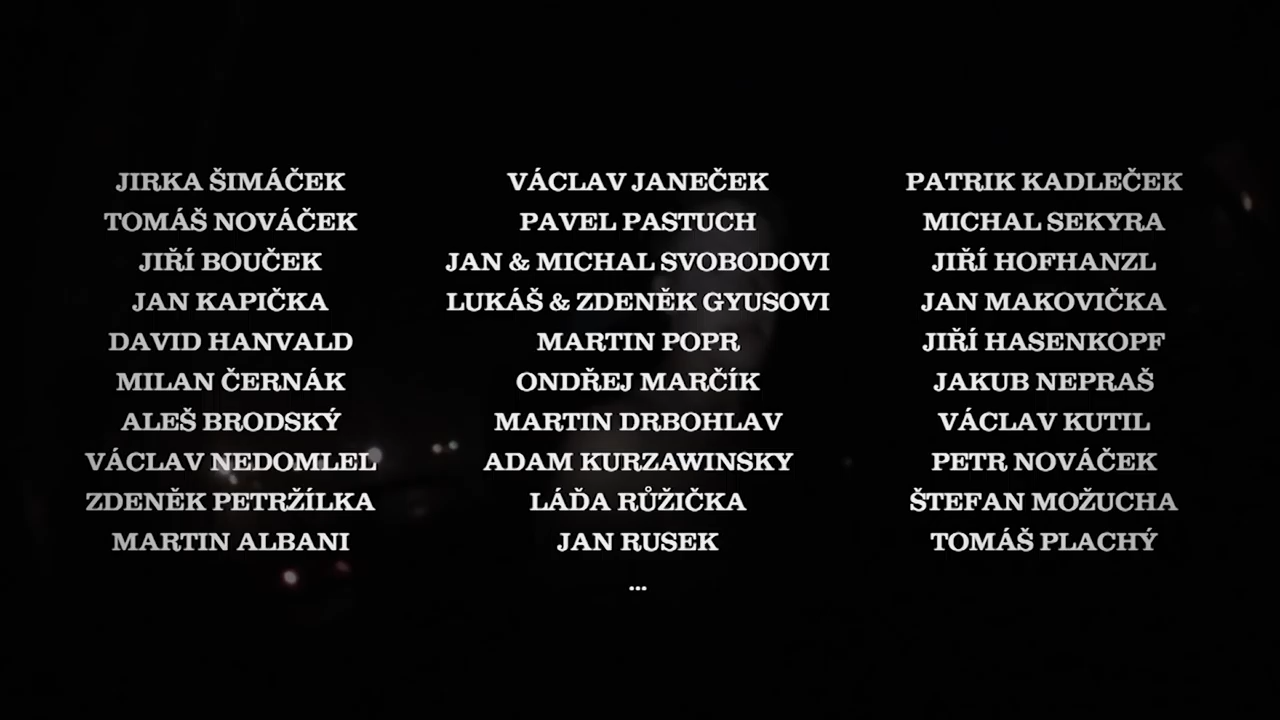 JIRKA ŠIMÁČEK
TOMÁŠ NOVÁČEK
JIŘÍ BOUČEK
JAN KAPIČKA
DAVID HANVALD
MILAN ČERNÁK
ALEŠ BRODSKÝ
VÁCLAV NEDOMLEL
ZDENĚK PETRŽÍLKA
MARTIN ALBANI
VÁCLAV JANEČEK
PAVEL PASTUCH
JAN & MICHAL SVOBODOVI
LUKÁŠ & ZDENĚK GYUSOVI
MARTIN POPR
ONDŘEJ MARČÍK
MARTIN DRBOHLAV
ADAM KURZAWINSKY
LÁĎA RŮŽIČKA
JAN RUSEK
...
PATRIK KADLEČEK
MICHAL SEKYRA
JIŘÍ HOFHANZL
JAN MAKOVIČKA
JIŘÍ HASENKOPF
JAKUB NEPRAŠ
VÁCLAV KUTIL
PETR NOVÁČEK
ŠTEFAN MOŽUCHA
TOMÁŠ PLACHÝ